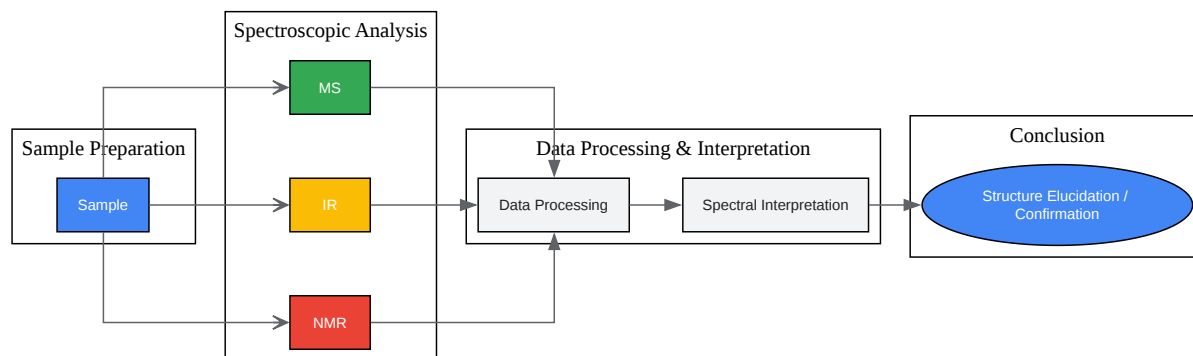 Spectroscopic Analysis
MS
Sample Preparation
Sample
IR
NMR
Data Processing & Interpretation
Data Processing
Spectral Interpretation
Conclusion
Structure Elucidation /
Confirmation